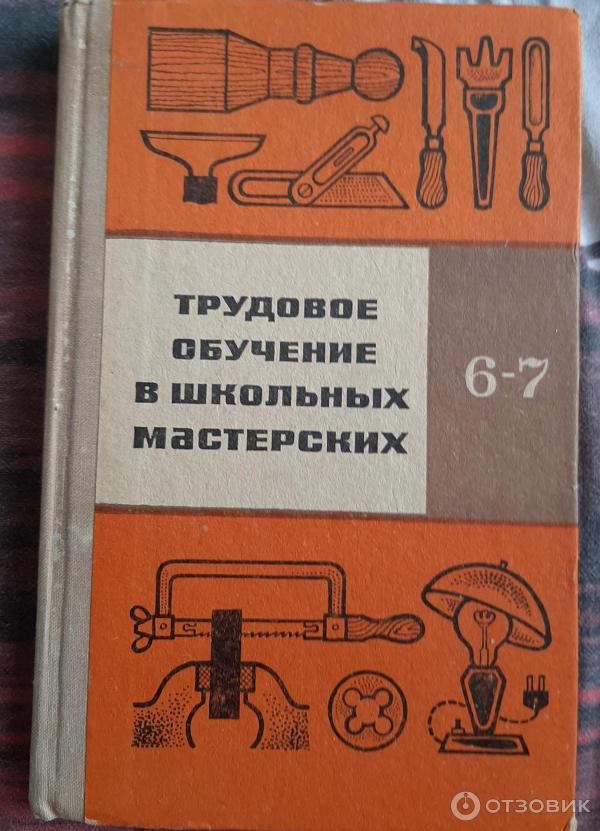 ТРУДОВОЕ
ОБУЧЕНИЕ
В ШКОЛЬНЫХ
МАСТЕРСКИХ
6-7
ОТЗОВИК